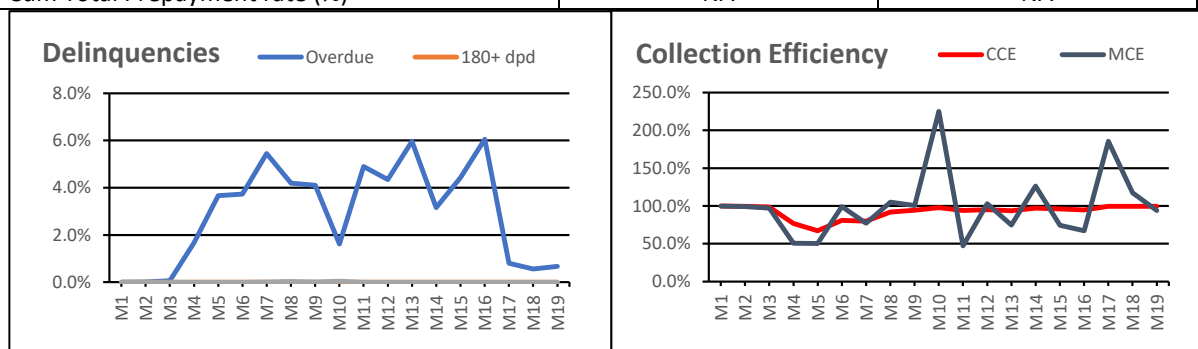 Delinquencies
Overdue
180+ dpd
8.0%
6.0%
4.0%
2.0%
0.0%
M1
M2
M3
M4
M5
M6
M7
M8
M9
M10
M11
M12
M13
M14
M15
M16
M17
M18
M19
Collection Efficiency
CCE
MCE
250.0%
200.0%
150.0%
100.0%
50.0%
0.0%
M1
M2
M3
M4
M5
M6
M7
M8
M9
M10
M11
M12
M13
M14
M15
M16
M17
M18
M19